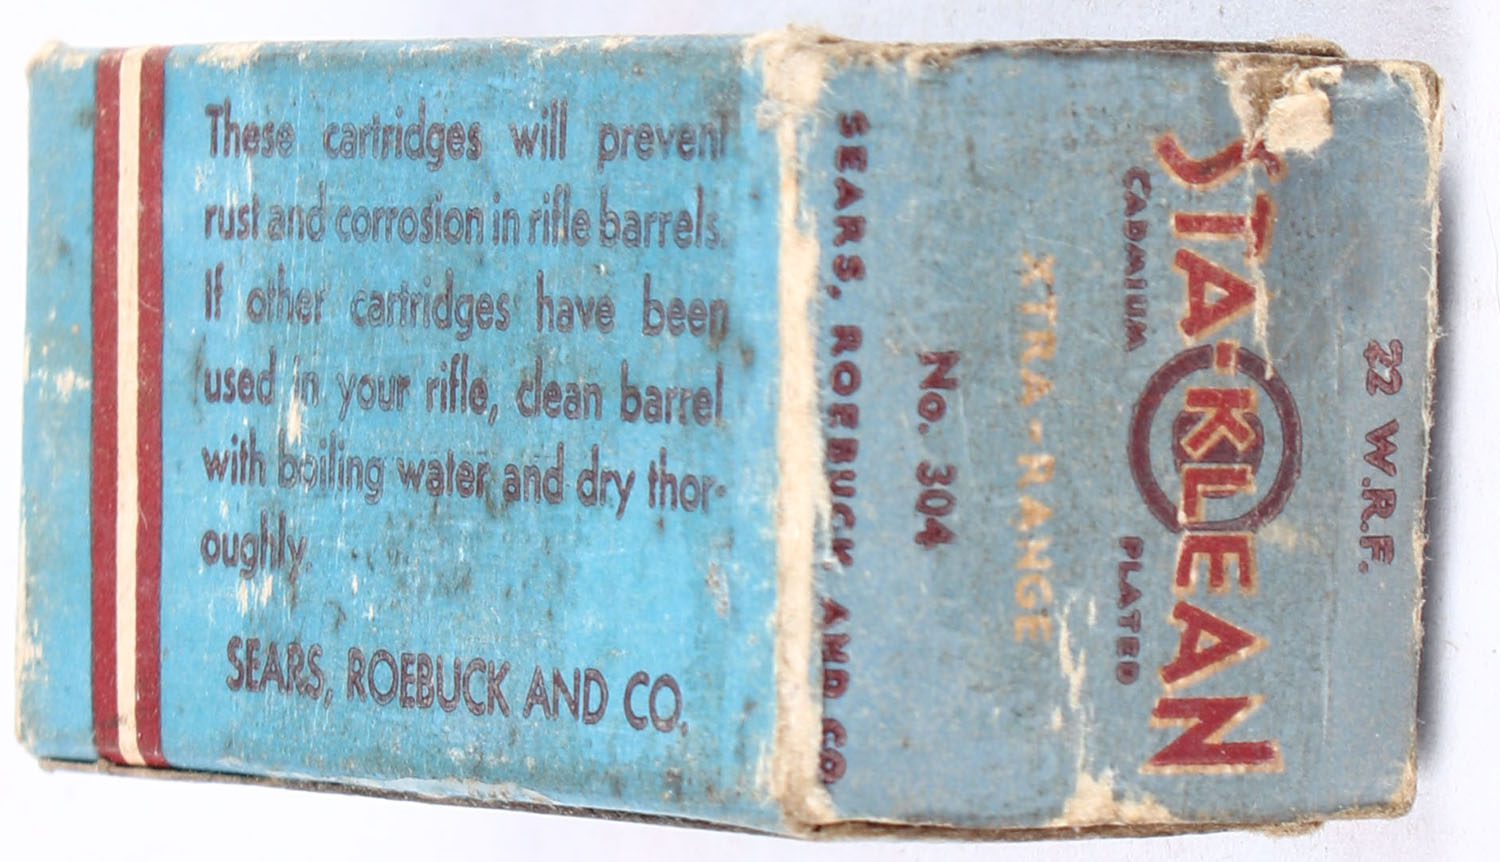 These cartridges will prevent
rust and corrosion in rifle barrels.
If other cartridges have been
used in your rifle, clean barrel
with boiling water and dry thor-
oughly.
SEARS, ROEBUCK AND CO.
22 W.R.F.
STA-KLEAN
CADMIUM PLATED
XTRA-RANGE
No. 304
SEARS, ROEBUCK AND CO.